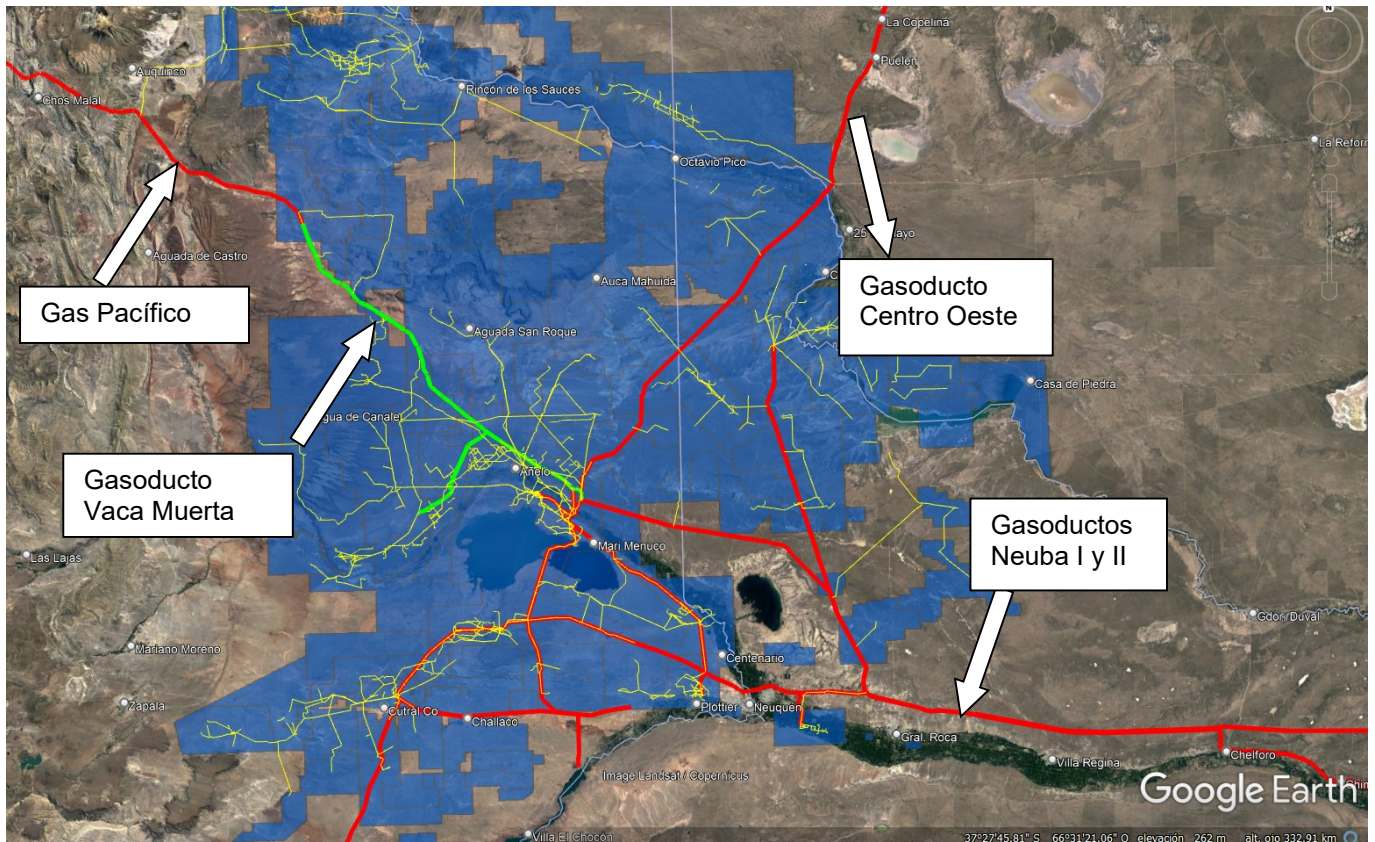 N
La Copelina
Puelén
Auquinco
Chos Malal
Rincón de los Sauces
La Refor
Octavio Pico
25
ayo
Aguada de Castro
C
Auca Mahuida
Gas Pacífico
Gasoducto
Centro Oeste
Aguada San Roque
Casa de Piedra
gua de Canale
Añelo
Gasoducto
Vaca Muerta
Gasoductos
Neuba I y II
Las Lajas
Mari Menuco
Gdor. Duval
Mariano Moreno
Centenario
Zapala
Cutral Co
Challaco
Plottier
Neuquén
Gral. Roca
Villa Regina
Chelforo
Image Landsat / Copernicus
Google Earth
Villa El Chocón
37°27'45.81" S 66°31'21.06" O elevación 262 m alt. ojo 332.91 km